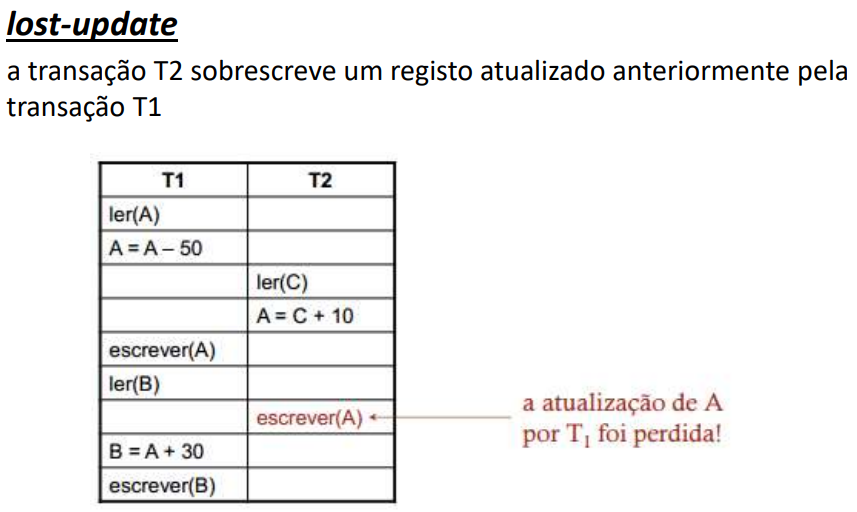 lost-update
a transação T2 sobrescreve um registo atualizado anteriormente pela
transação T1
T1 T2
ler(A)
A = A – 50
ler(C)
A = C + 10
escrever(A)
ler(B)
escrever(A)
a atualização de A
por T₁ foi perdida!
B = A + 30
escrever(B)